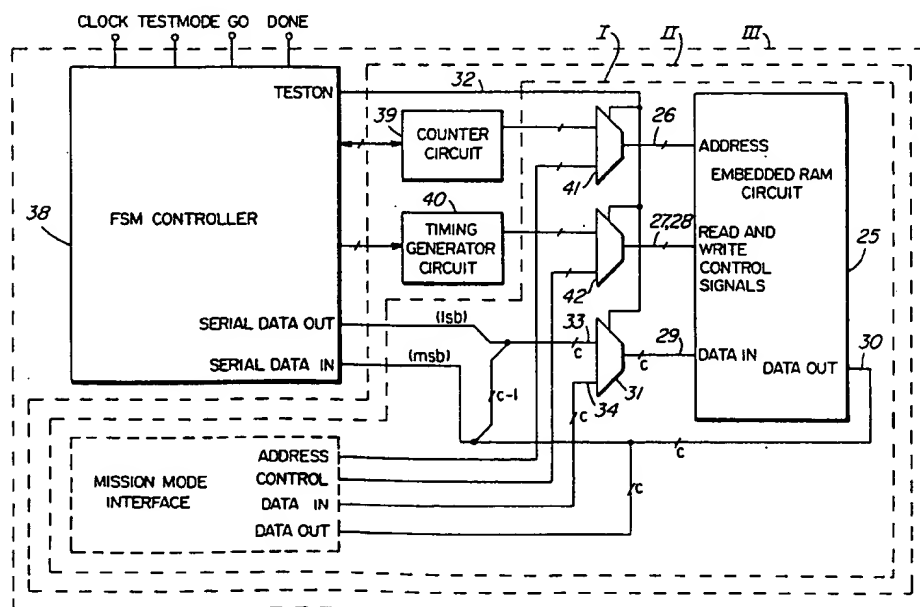 CLOCK TESTMODE GO DONE
I
II
III
TESTON
32
39
COUNTER
CIRCUIT
26
ADDRESS
41
EMBEDDED RAM
CIRCUIT
38
FSM CONTROLLER
40
TIMING
GENERATOR
CIRCUIT
27,28
READ AND
WRITE
CONTROL
SIGNALS
25
42
SERIAL DATA OUT
(lsb)
33
c
29
c
DATA IN
30
SERIAL DATA IN
(msb)
c-1
31
34
c
DATA OUT
c
MISSION MODE
INTERFACE
ADDRESS
CONTROL
DATA IN
DATA OUT
c